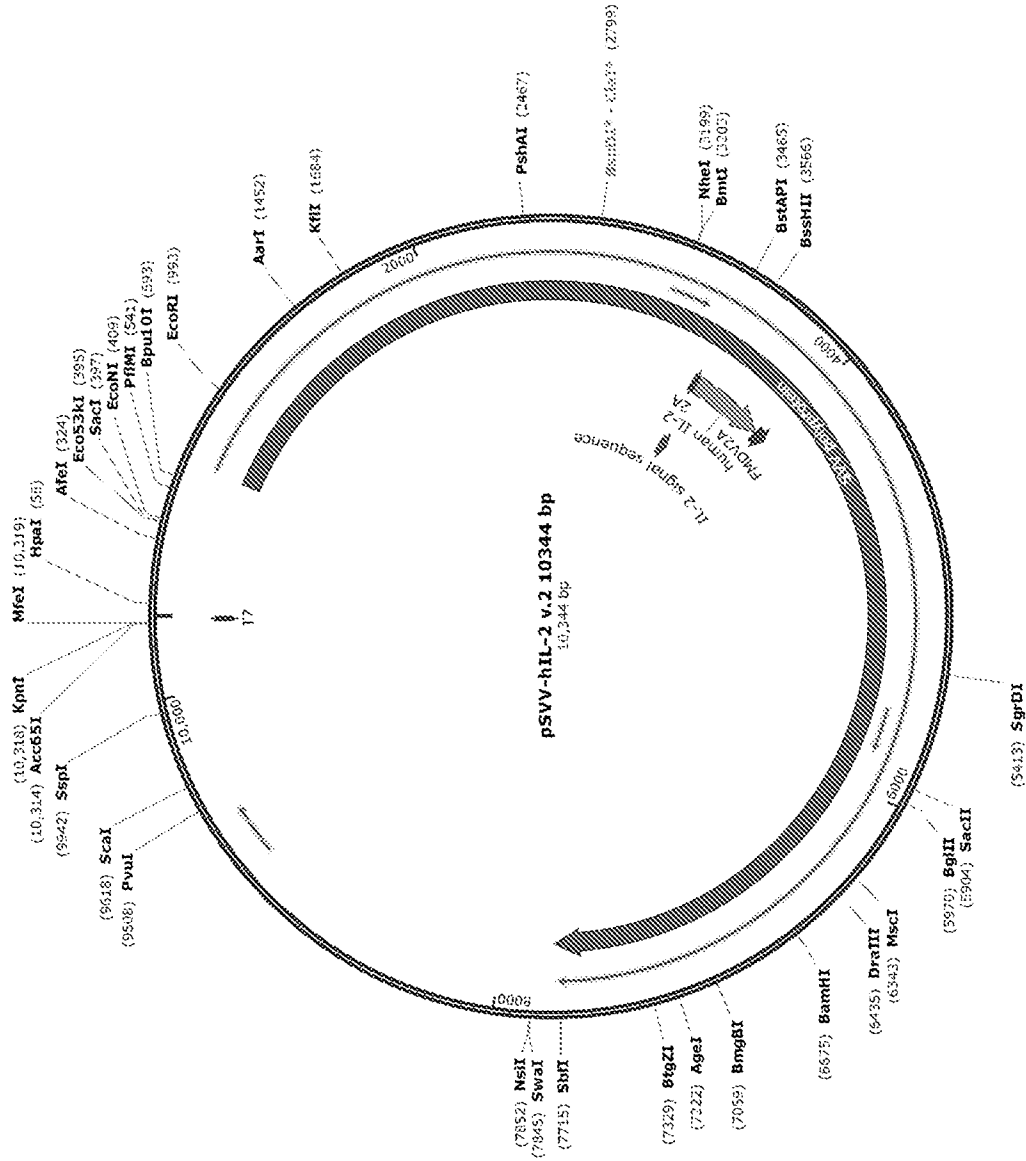 pSVV-hIL-2 v.2 10344 bp
10,344 bp
MfeI (10,319)
HpaI (58)
AfeI (324)
Eco53kI (395)
SacI (397)
EcoNI (409)
PflMI (541)
Bpu10I (693)
EcoRI (993)
AarI (1452)
KflI (1684)
PshAI (2467)
(2799)
NheI (3199)
BmtI (3203)
BstAPI (3465)
BssHII (3566)
(5413) SgrDI
(5904) SacII
(5970) BglII
(6343) MscI
(6435) DraIII
(6675) BamHI
(7059) BmgBI
(7222) AgeI
(7329) BtgZI
(7715) SbfI
(7845) SwaI
(7852) NsiI
(9508) PvuI
(9618) ScaI
(9942) SspI
(10,314) Acc65I
(10,318) KpnI
2000
4000
6000
8000
10,000
T7
IL-2 signal sequence
FMDV2A
human IL-2
2A